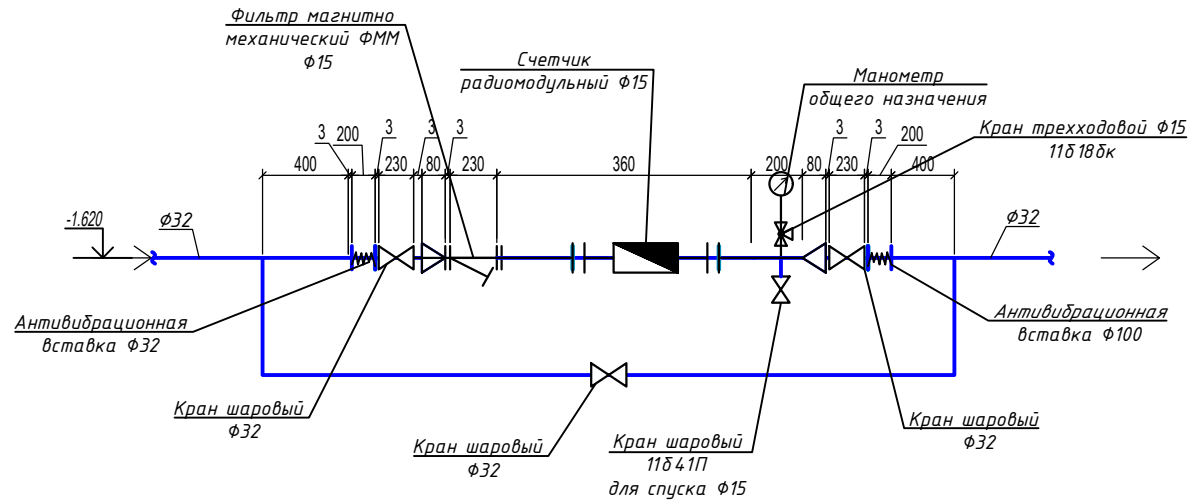 Фильтр магнитно
механический ФММ
Ф15
Счетчик
радиомодульный Ф15
Манометр
общего назначения
Кран трехходовой Ф15
11б18бк
3 200 3 3 3 3 3 200
400 230 80 230 360 200 80 230 400
-1.620
Ф32
Ф32
Антивибрационная
вставка Ф32
Антивибрационная
вставка Ф100
Кран шаровый
Ф32
Кран шаровый
Ф32
Кран шаровый
11б41П
для спуска Ф15
Кран шаровый
Ф32